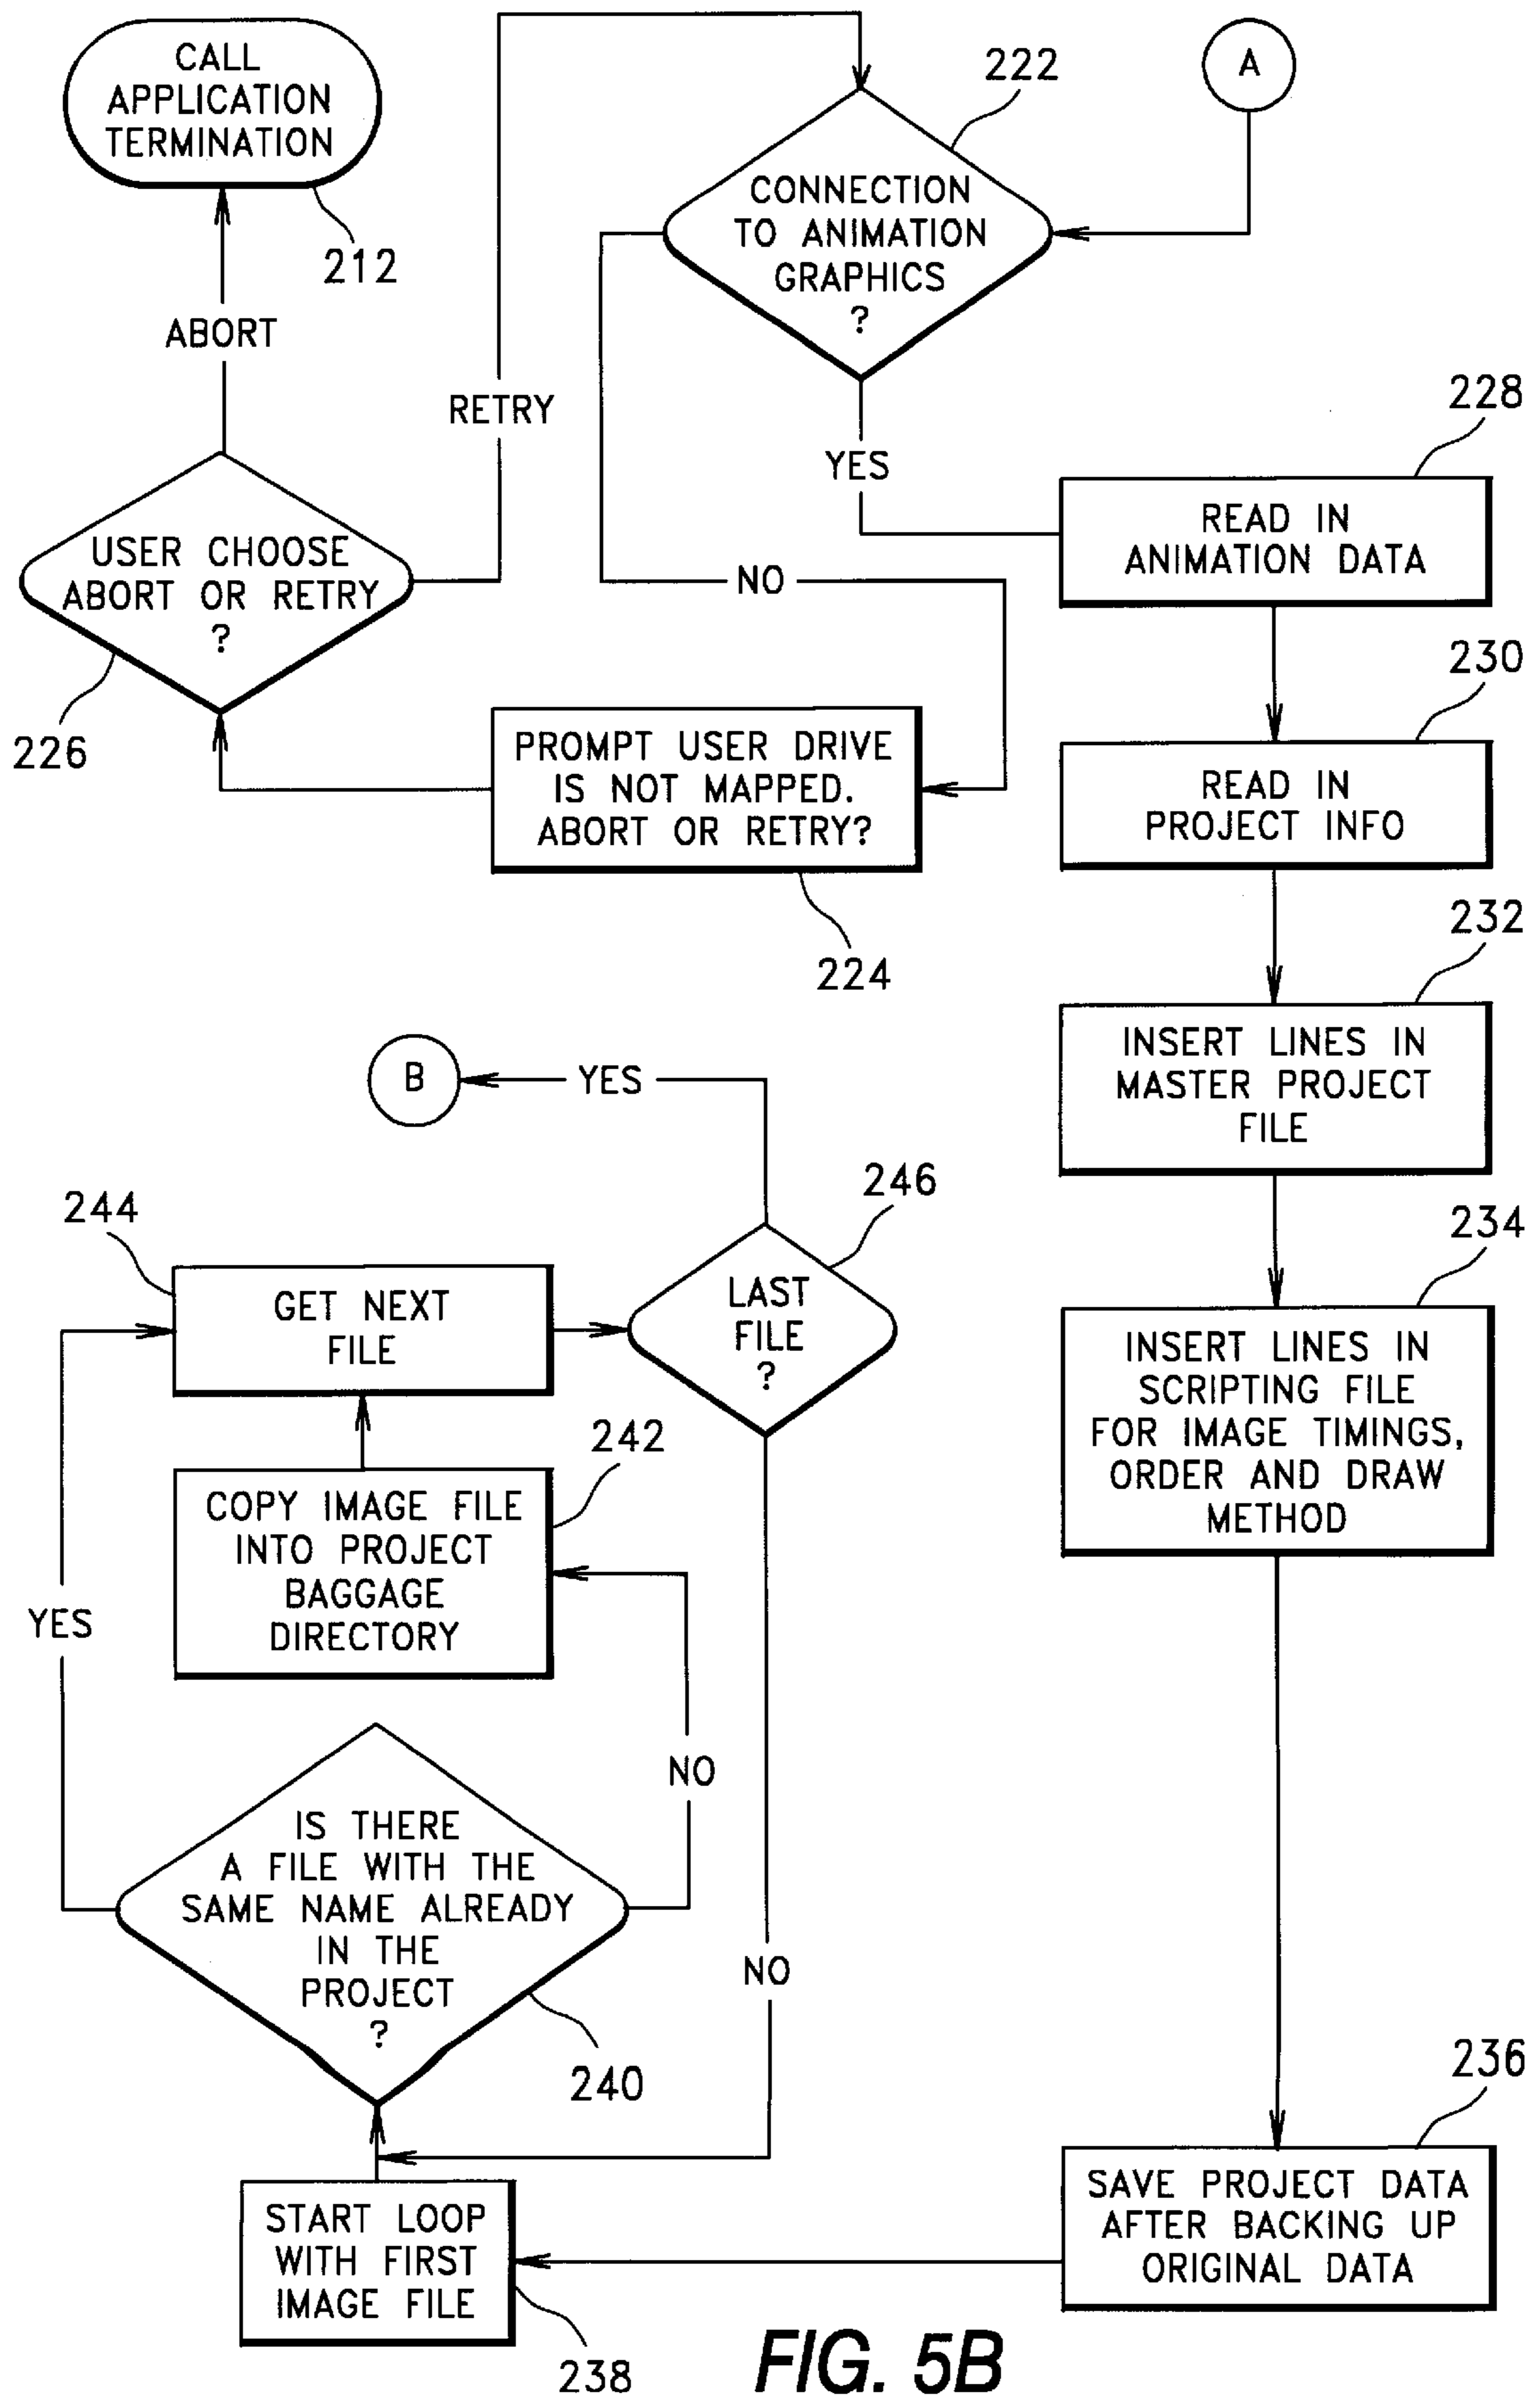 CALL
APPLICATION
TERMINATION
212
ABORT
RETRY
222
A
CONNECTION
TO ANIMATION
GRAPHICS
?
YES
NO
USER CHOOSE
ABORT OR RETRY
?
226
PROMPT USER DRIVE
IS NOT MAPPED.
ABORT OR RETRY?
224
228
READ IN
ANIMATION DATA
230
READ IN
PROJECT INFO
232
INSERT LINES IN
MASTER PROJECT
FILE
234
INSERT LINES IN
SCRIPTING FILE
FOR IMAGE TIMINGS,
ORDER AND DRAW
METHOD
236
SAVE PROJECT DATA
AFTER BACKING UP
ORIGINAL DATA
B
YES
246
LAST
FILE
?
NO
244
GET NEXT
FILE
242
COPY IMAGE FILE
INTO PROJECT
BAGGAGE
DIRECTORY
YES
NO
IS THERE
A FILE WITH THE
SAME NAME ALREADY
IN THE
PROJECT
?
240
START LOOP
WITH FIRST
IMAGE FILE
238
FIG. 5B